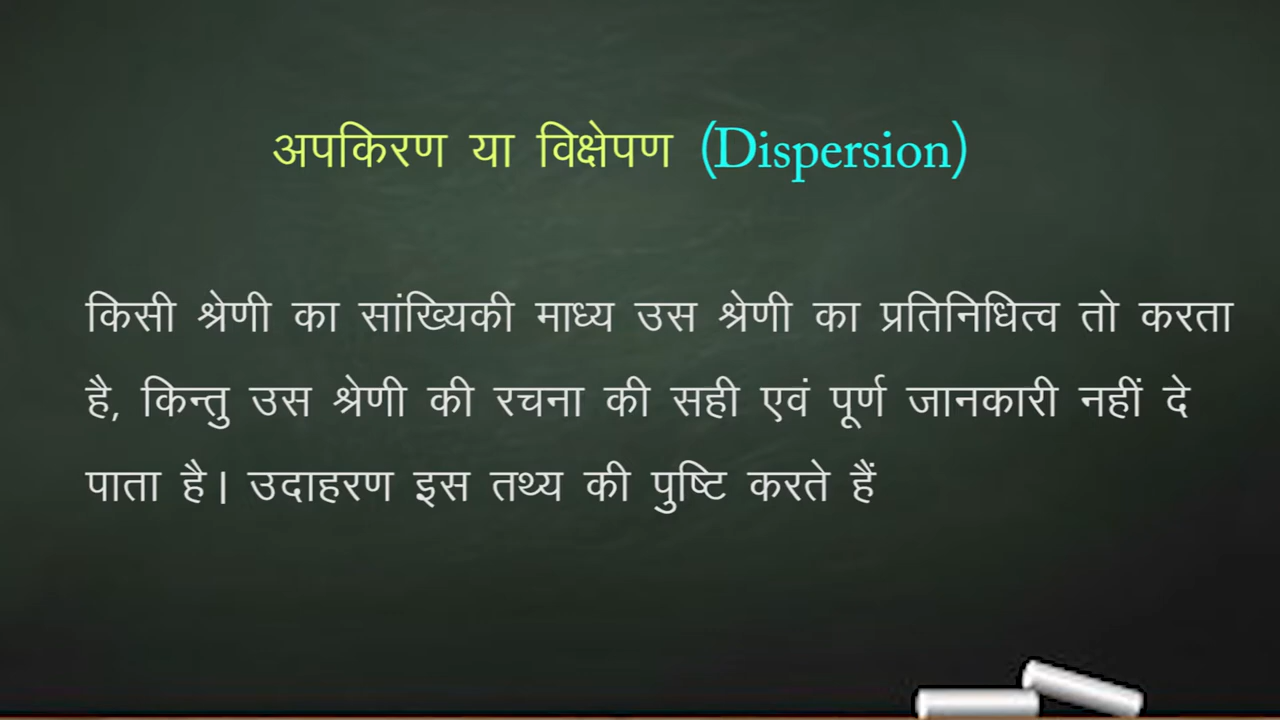 अपकिरण या विक्षेपण (Dispersion)
किसी श्रेणी का सांख्यिकी माध्य उस श्रेणी का प्रतिनिधित्व तो करता
है, किन्तु उस श्रेणी की रचना की सही एवं पूर्ण जानकारी नहीं दे
पाता है। उदाहरण इस तथ्य की पुष्टि करते हैं